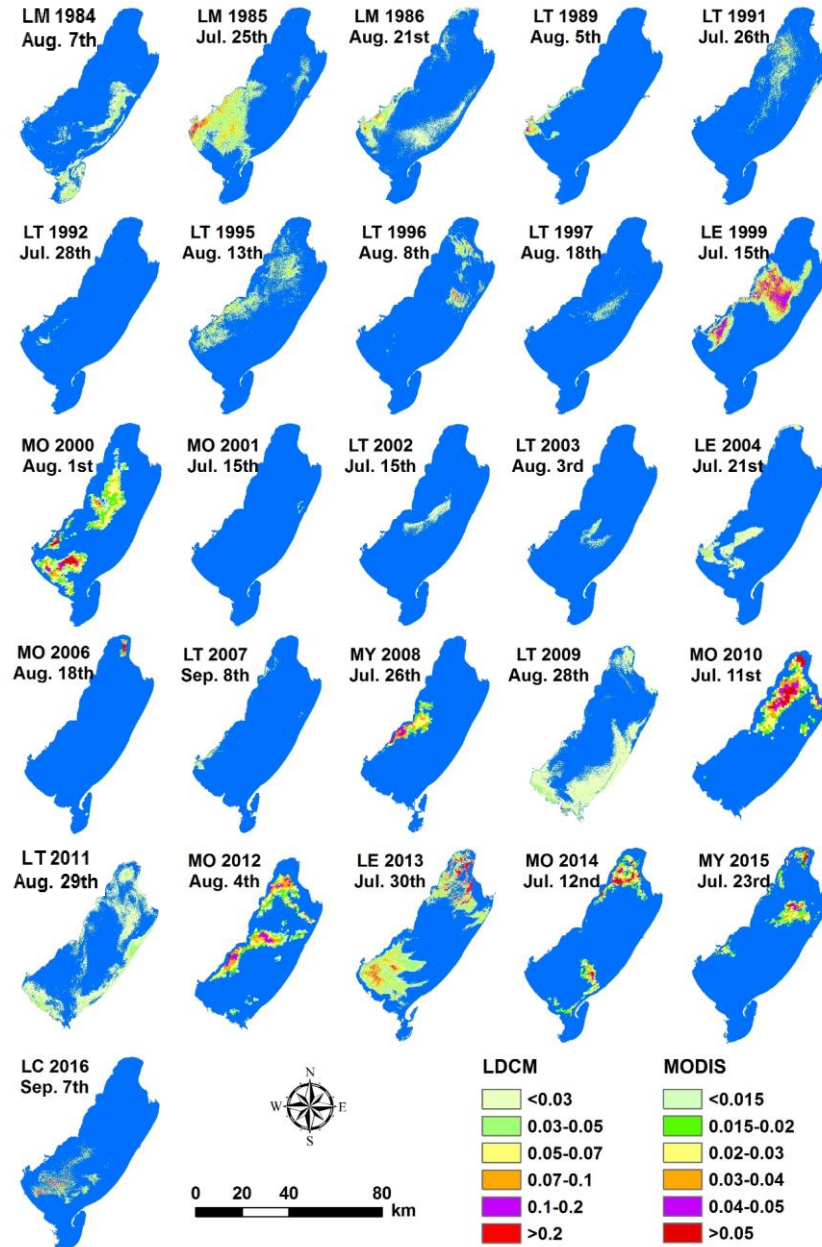 LM 1984
Aug. 7th
LM 1985
Jul. 25th
LM 1986
Aug. 21st
LT 1989
Aug. 5th
LT 1991
Jul. 26th
LT 1992
Jul. 28th
LT 1995
Aug. 13th
LT 1996
Aug. 8th
LT 1997
Aug. 18th
LE 1999
Jul. 15th
MO 2000
Aug. 1st
MO 2001
Jul. 15th
LT 2002
Jul. 15th
LT 2003
Aug. 3rd
LE 2004
Jul. 21st
MO 2006
Aug. 18th
LT 2007
Sep. 8th
MY 2008
Jul. 26th
LT 2009
Aug. 28th
MO 2010
Jul. 11st
LT 2011
Aug. 29th
MO 2012
Aug. 4th
LE 2013
Jul. 30th
MO 2014
Jul. 12nd
MY 2015
Jul. 23rd
LC 2016
Sep. 7th
N
W E
S
0 20 40 80
km
LDCM
<0.03
0.03-0.05
0.05-0.07
0.07-0.1
0.1-0.2
>0.2
MODIS
<0.015
0.015-0.02
0.02-0.03
0.03-0.04
0.04-0.05
>0.05